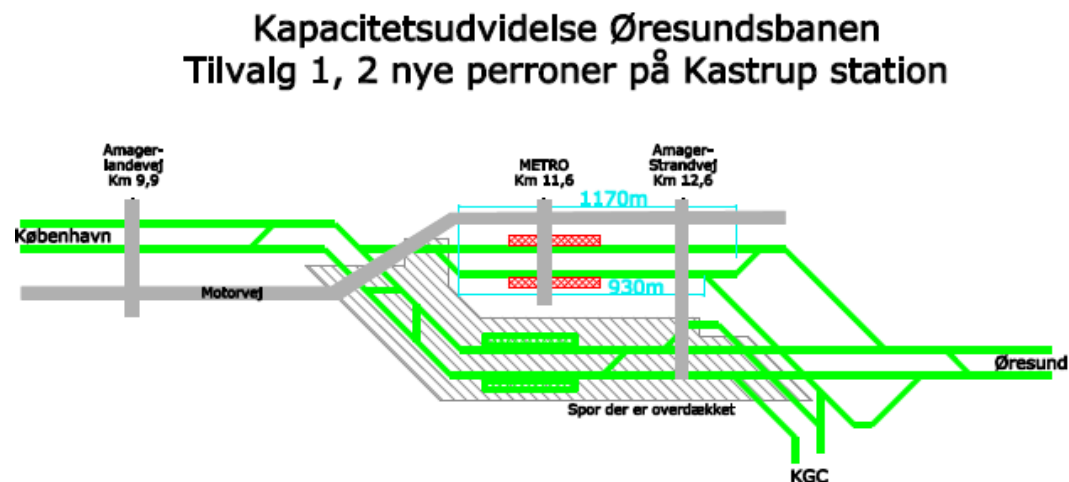 Kapacitetsudvidelse Øresundsbanen
Tilvalg 1, 2 nye perroner på Kastrup station
Amager-
landevej
Km 9,9
METRO
Km 11,6
Amager-
Strandvej
Km 12,6
1170m
København
Motorvej
930m
Øresund
Spor der er overdækket
KGC